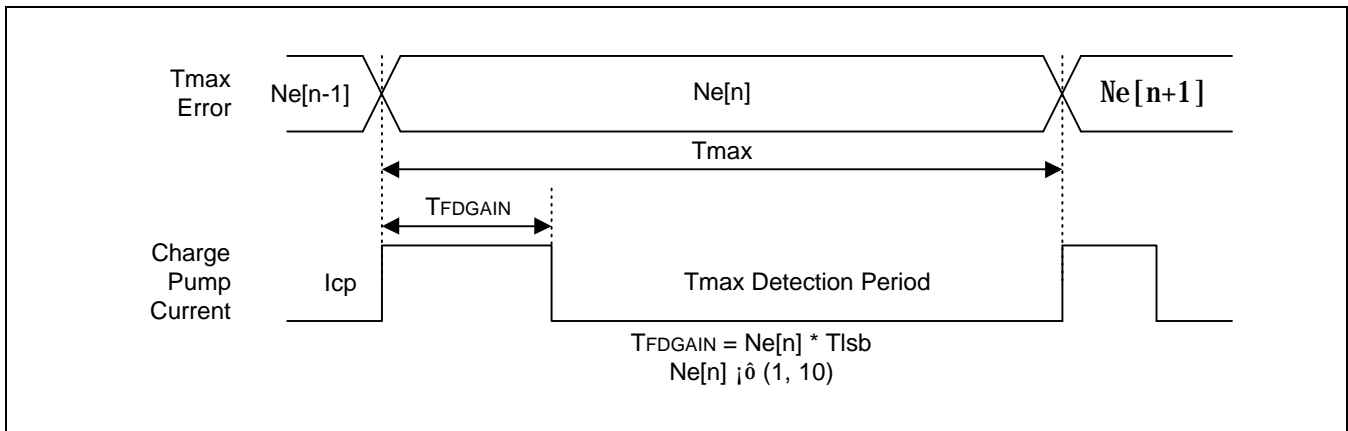 Tmax
Error
Ne[n-1]
Ne[n]
Ne[n+1]
Tmax
TFDGAIN
Charge
Pump
Current
Icp
Tmax Detection Period
TFDGAIN = Ne[n] * Tlsb
Ne[n] ¡ô (1, 10)